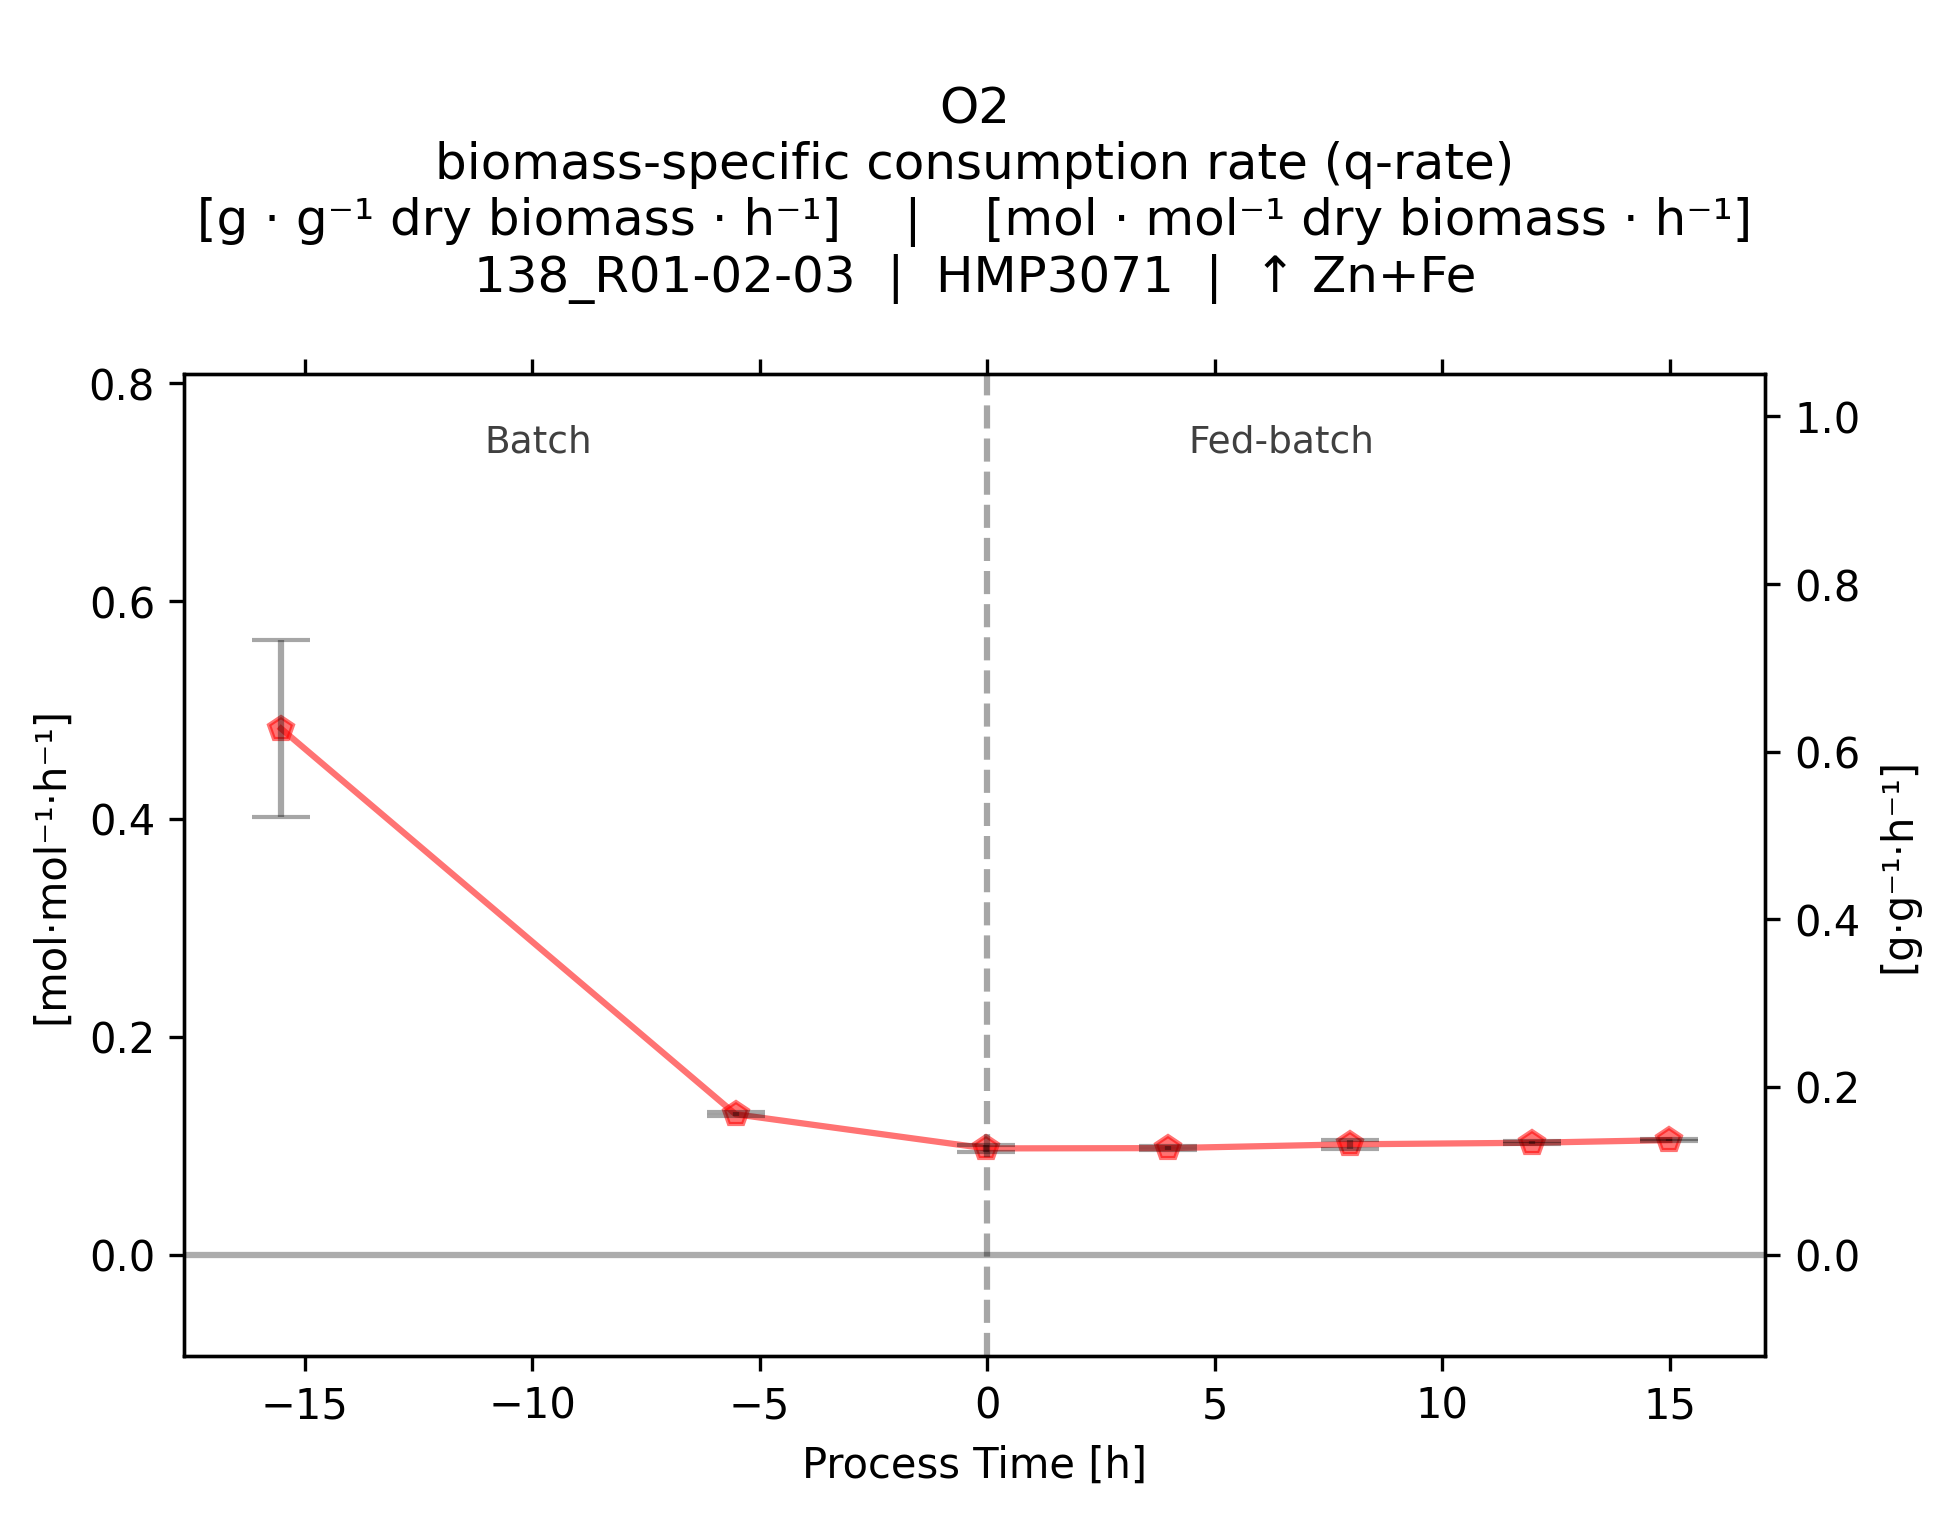 O2
biomass-specific consumption rate (q-rate)
[g · g⁻¹ dry biomass · h⁻¹]    |    [mol · mol⁻¹ dry biomass · h⁻¹]
138_R01-02-03  |  HMP3071  |  ↑ Zn+Fe
Batch
Fed-batch
0.8
0.6
0.4
0.2
0.0
[mol·mol⁻¹·h⁻¹]
1.0
0.8
0.6
0.4
0.2
0.0
[g·g⁻¹·h⁻¹]
−15
−10
−5
0
5
10
15
Process Time [h]